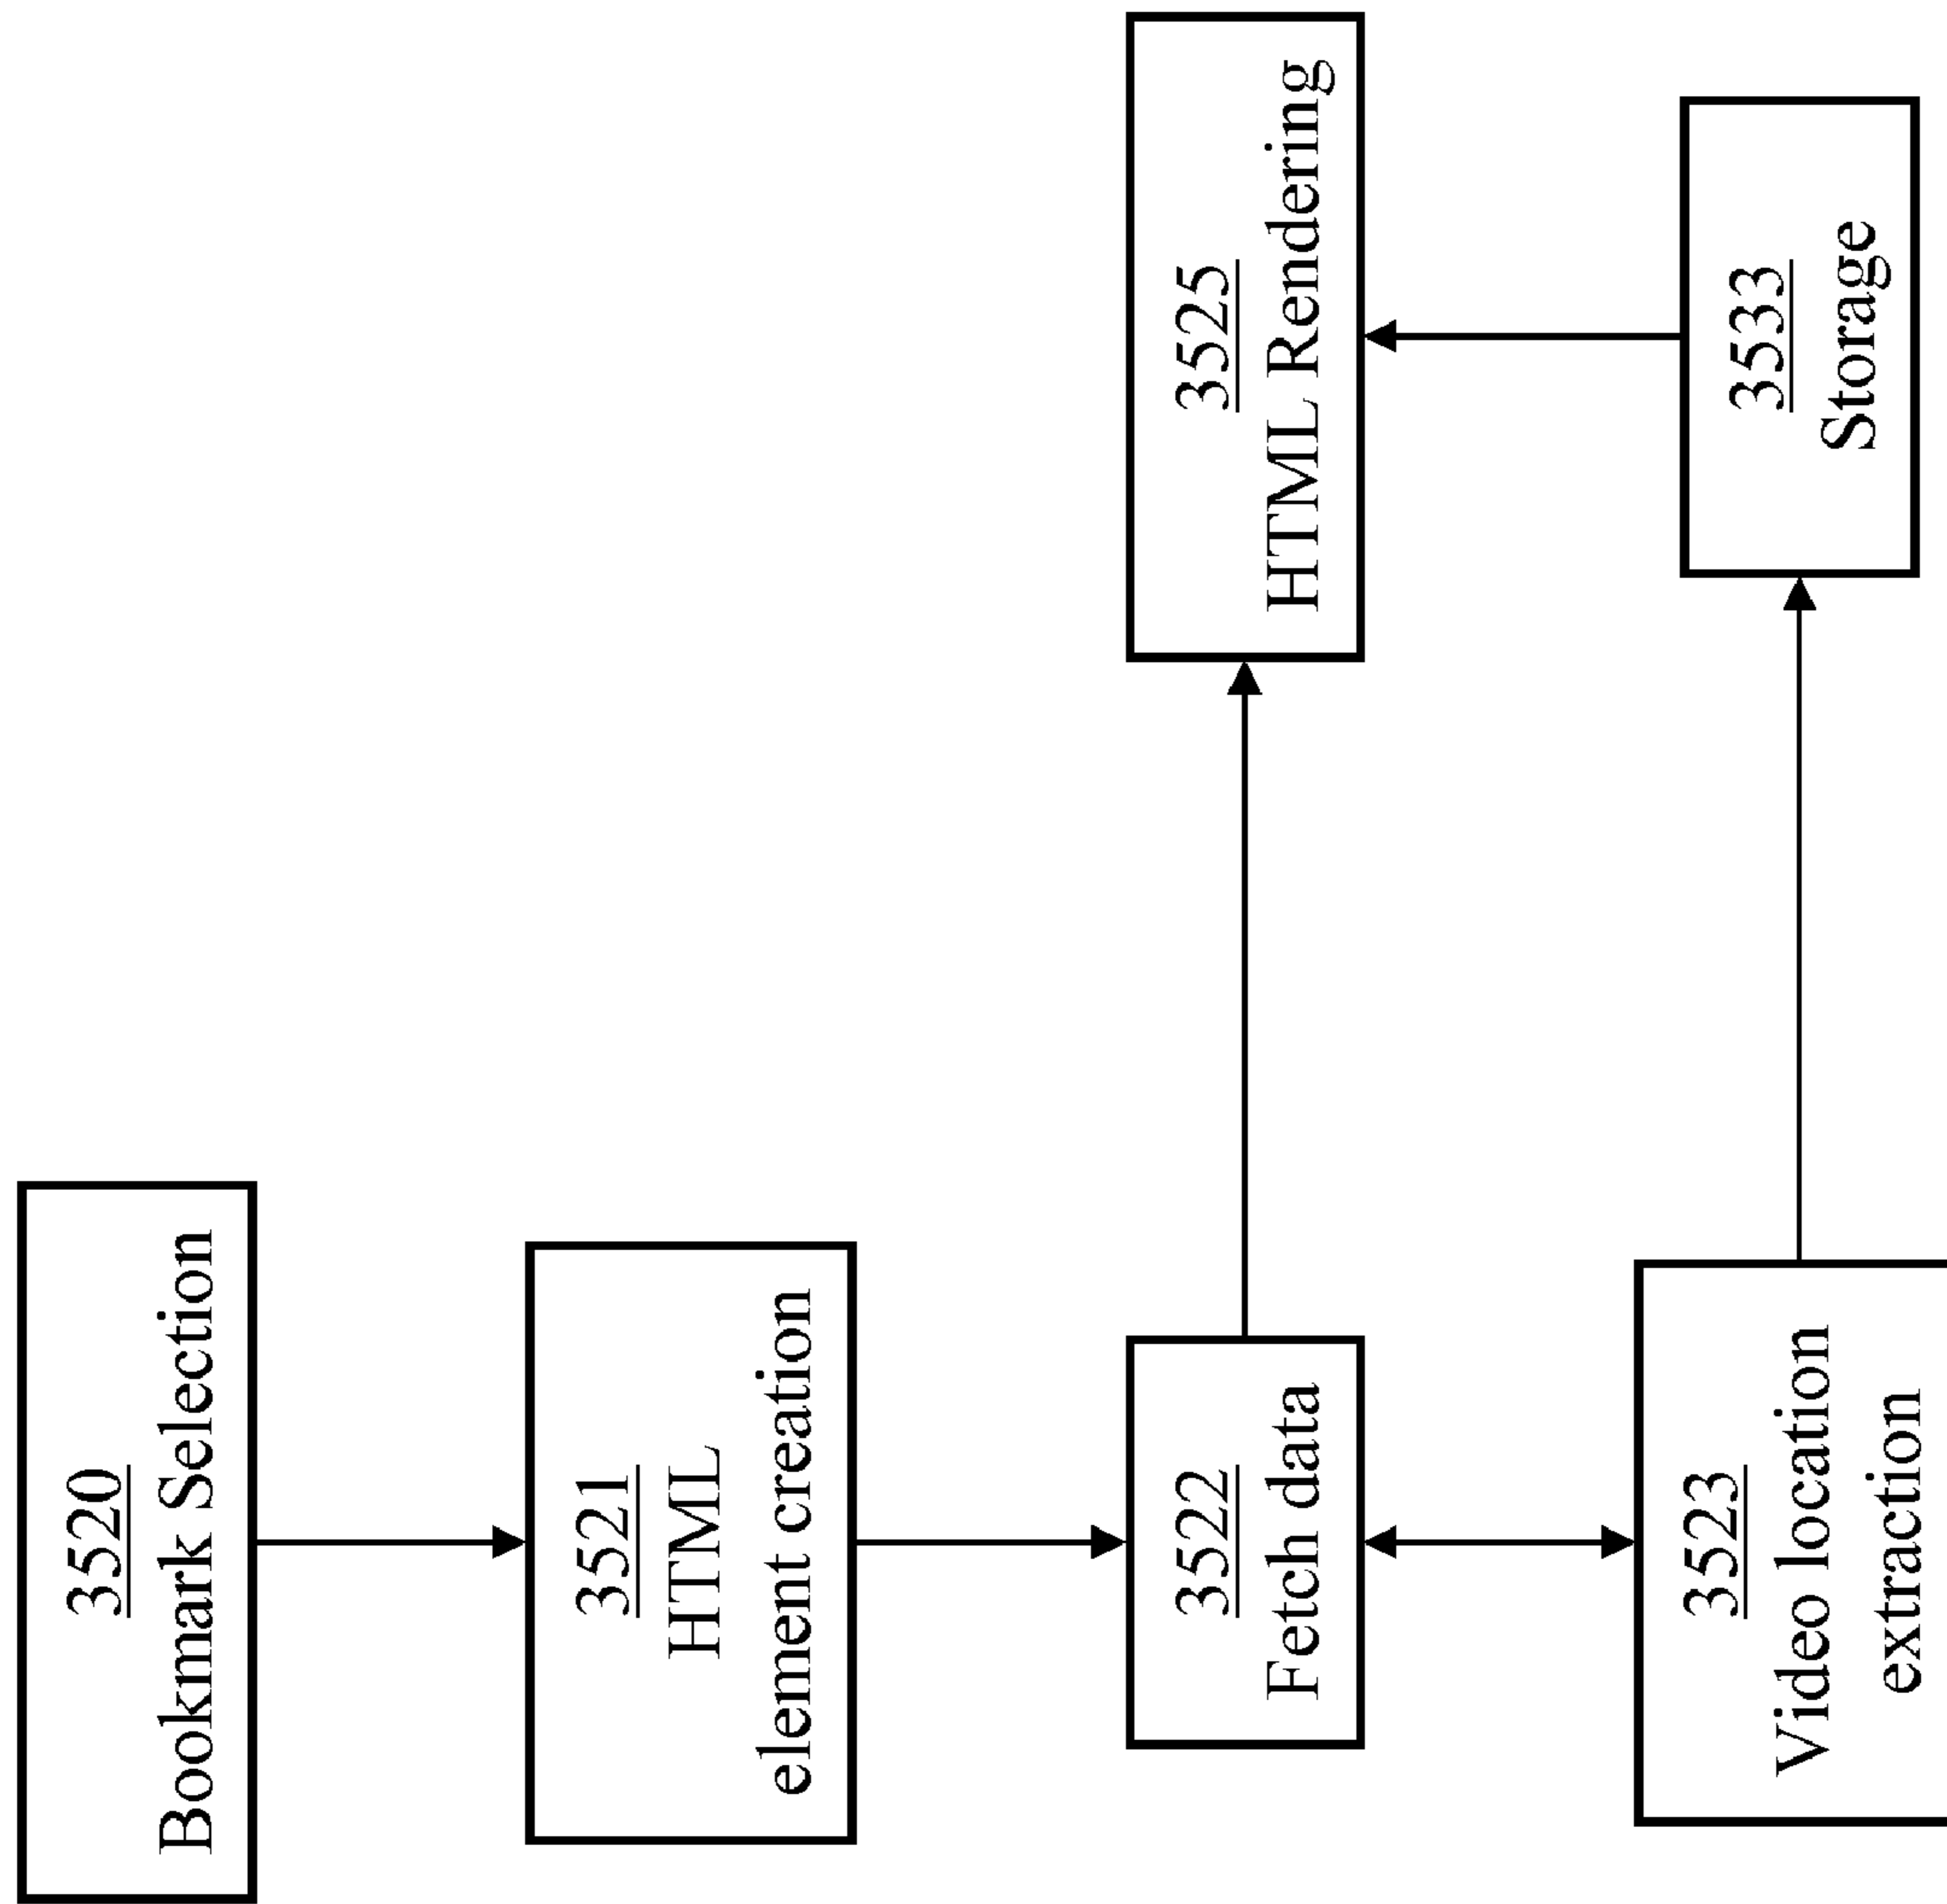 3520
Bookmark Selection
3521
HTML
element creation
3522
Fetch data
3525
HTML Rendering
3523
Video location
extraction
3533
Storage